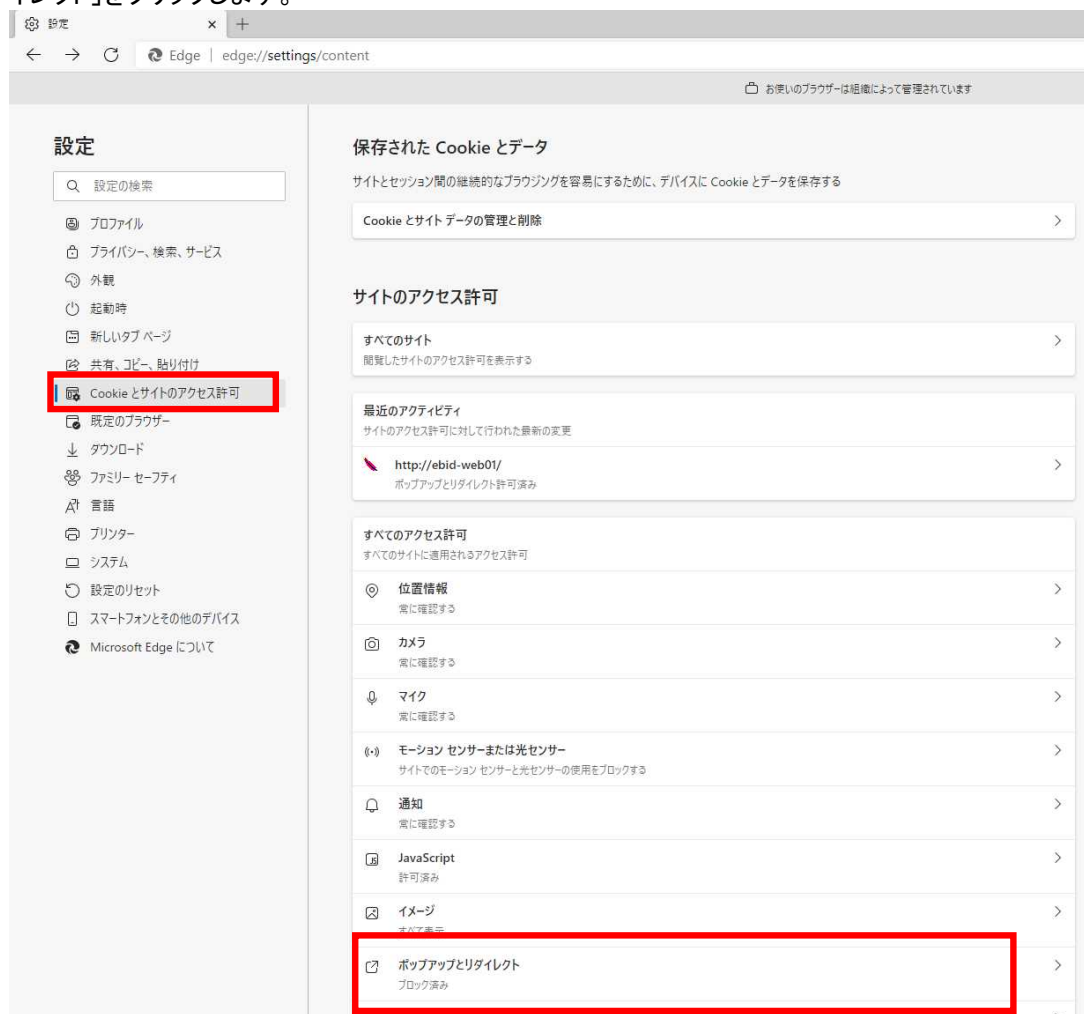 イレクト」をクリックします。
設定
Edge | edge://settings/content
お使いのブラウザーは組織によって管理されています
設定
設定の検索
プロファイル
プライバシー、検索、サービス
外観
起動時
新しいタブ ページ
共有、コピー、貼り付け
Cookie とサイトのアクセス許可
既定のブラウザー
ダウンロード
ファミリー セーフティ
言語
プリンター
システム
設定のリセット
スマートフォンとその他のデバイス
Microsoft Edge について
保存された Cookie とデータ
サイトとセッション間の継続的なブラウジングを容易にするために、デバイスに Cookie とデータを保存する
Cookie とサイト データの管理と削除
サイトのアクセス許可
すべてのサイト
閲覧したサイトのアクセス許可を表示する
最近のアクティビティ
サイトのアクセス許可に対して行われた最新の変更
http://ebid-web01/
ポップアップとリダイレクト許可済み
すべてのアクセス許可
すべてのサイトに適用されるアクセス許可
位置情報
常に確認する
カメラ
常に確認する
マイク
常に確認する
モーション センサーまたは光センサー
サイトでのモーション センサーと光センサーの使用をブロックする
通知
常に確認する
JavaScript
許可済み
イメージ
すべて表示
ポップアップとリダイレクト
ブロック済み